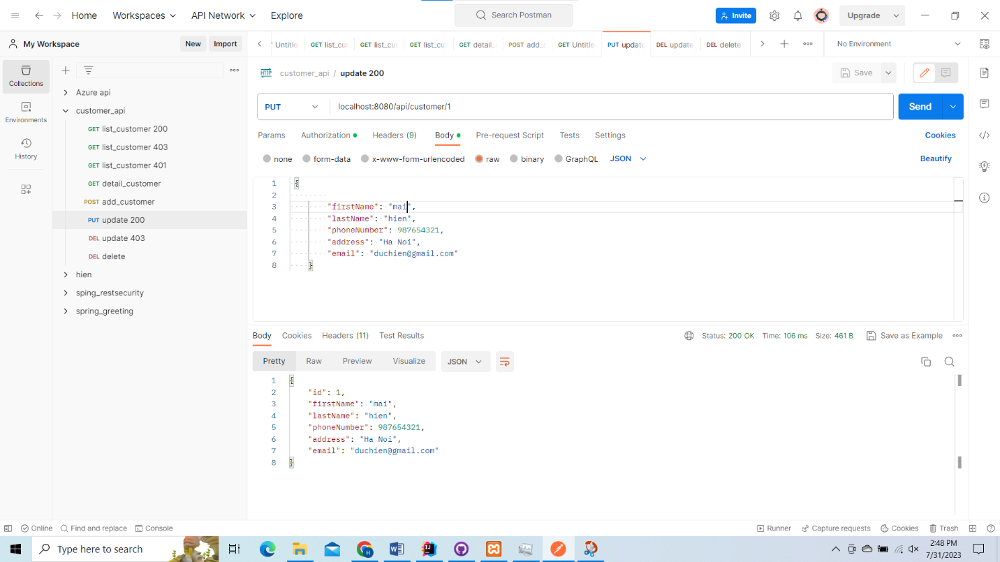 Home Workspaces API Network Explore Search Postman Invite Upgrade
My Workspace New Import Untitle GET list_cus GET list_cus GET list_cus GET detail_ POST add_c GET Untitle PUT update DEL update DEL delete No Environment
Collections
Environments
History
Azure api
customer_api
GET list_customer 200
GET list_customer 403
GET list_customer 401
GET detail_customer
POST add_customer
PUT update 200
DEL update 403
DEL delete
hien
sping_restsecurity
spring_greeting
HTTP customer_api / update 200 Save
PUT localhost:8080/api/customer/1 Send
Params Authorization Headers (9) Body Pre-request Script Tests Settings Cookies
none form-data x-www-form-urlencoded raw binary GraphQL JSON Beautify
1 {
2
3 "firstName": "mai",
4 "lastName": "hien",
5 "phoneNumber": 987654321,
6 "address": "Ha Noi",
7 "email": "duchien@gmail.com"
8 }
Body Cookies Headers (11) Test Results Status: 200 OK Time: 106 ms Size: 461 B Save as Example
Pretty Raw Preview Visualize JSON
1 {
2 "id": 1,
3 "firstName": "mai",
4 "lastName": "hien",
5 "phoneNumber": 987654321,
6 "address": "Ha Noi",
7 "email": "duchien@gmail.com"
8 }
Online Find and replace Console Runner Capture requests Cookies Trash
Type here to search
2:48 PM
7/31/2023